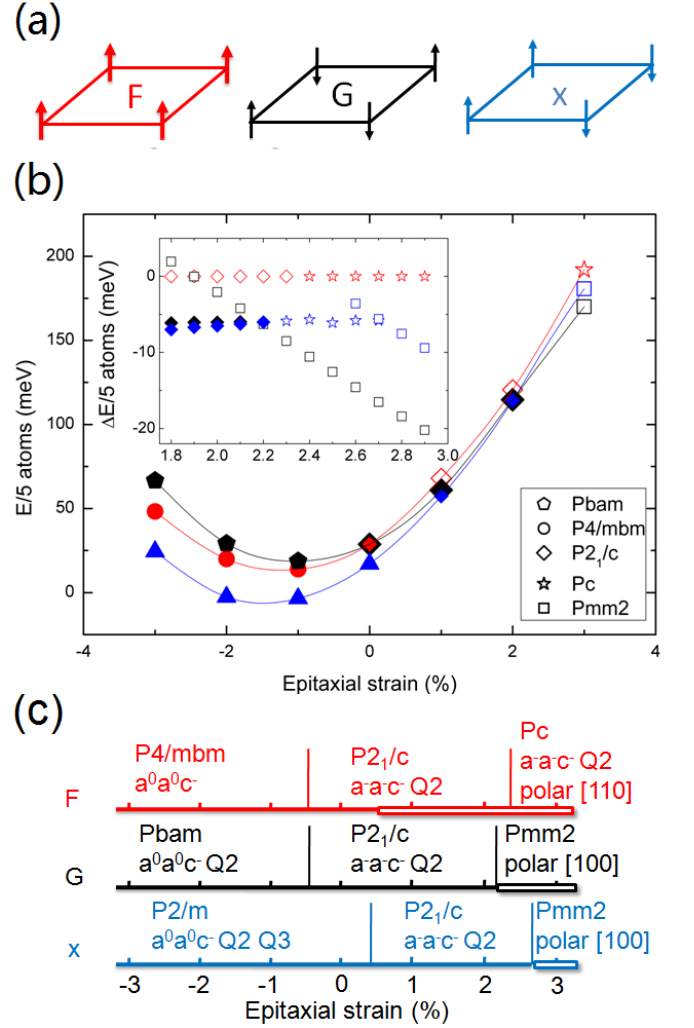 (a)
F
G
x
(b)
E/5 atoms (meV)
200
150
100
50
0
-4
-2
0
2
4
Epitaxial strain (%)
ΔE/5 atoms (meV)
0
-10
-20
1.8
2.0
2.2
2.4
2.6
2.8
3.0
Pbam
P4/mbm
P2₁/c
Pc
Pmm2
(c)
F
P4/mbm
a⁰a⁰c⁻
P2₁/c
a⁻a⁻c⁻ Q2
Pc
a⁻a⁻c⁻ Q2
polar [110]
G
Pbam
a⁰a⁰c⁻ Q2
P2₁/c
a⁻a⁻c⁻ Q2
Pmm2
polar [100]
x
P2/m
a⁰a⁰c⁻ Q2 Q3
P2₁/c
a⁻a⁻c⁻ Q2
Pmm2
polar [100]
-3 -2 -1 0 1 2 3
Epitaxial strain (%)